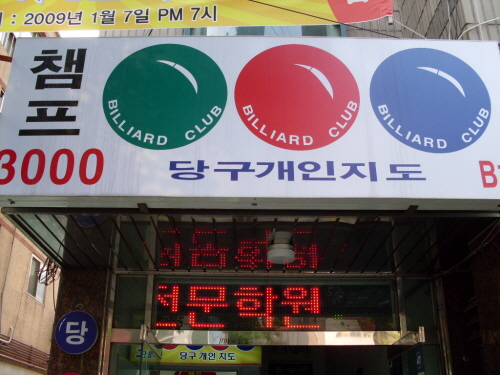 : 2009년 1월 7일 PM 7시
챔프
BILLIARD CLUB
BILLIARD CLUB
BILLIARD CLUB
3000
당구개인지도
전문학원
당
당구 개인 지도